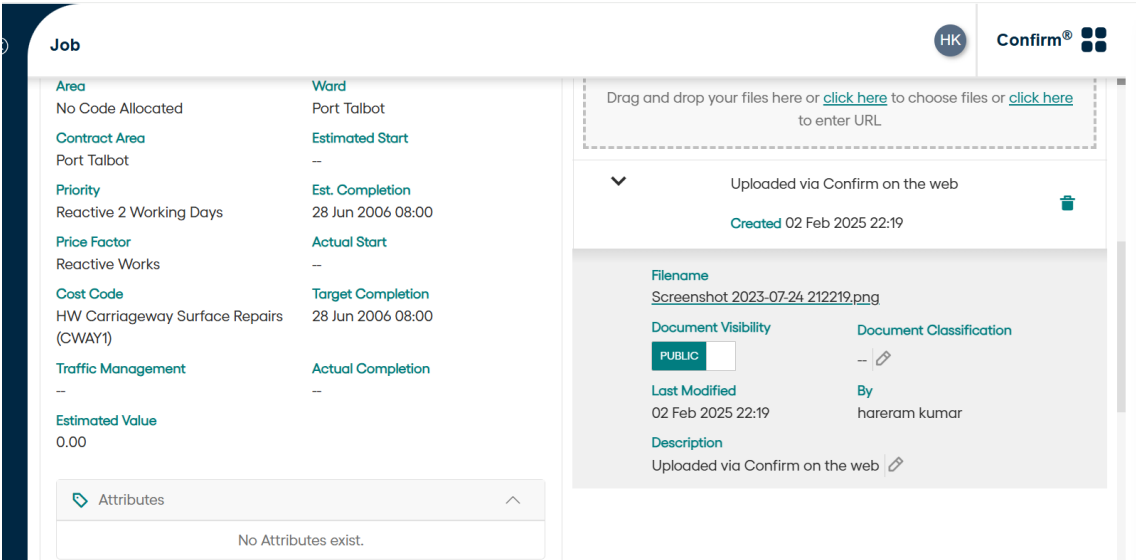 Job
HK
Confirm®
Area
No Code Allocated
Ward
Port Talbot
Contract Area
Port Talbot
Estimated Start
--
Priority
Reactive 2 Working Days
Est. Completion
28 Jun 2006 08:00
Price Factor
Reactive Works
Actual Start
--
Cost Code
HW Carriageway Surface Repairs
(CWAY1)
Target Completion
28 Jun 2006 08:00
Traffic Management
--
Actual Completion
--
Estimated Value
0.00
Attributes
No Attributes exist.
Drag and drop your files here or click here to choose files or click here
to enter URL
Uploaded via Confirm on the web
Created 02 Feb 2025 22:19
Filename
Screenshot 2023-07-24 212219.png
Document Visibility
PUBLIC
Document Classification
--
Last Modified
02 Feb 2025 22:19
By
hareram kumar
Description
Uploaded via Confirm on the web